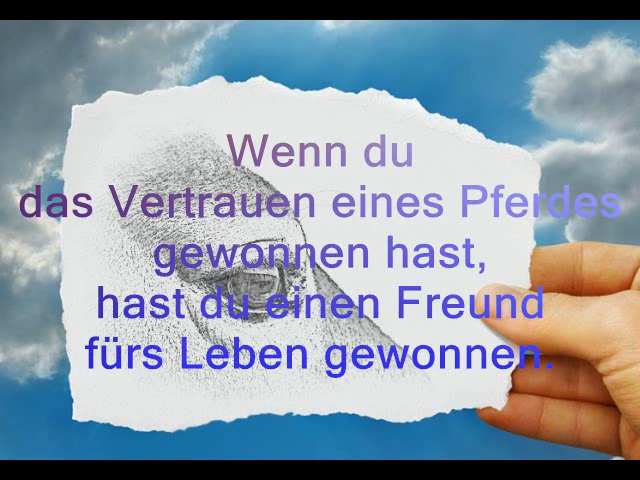 Wenn du
das Vertrauen eines Pferdes
gewonnen hast,
hast du einen Freund
fürs Leben gewonnen.